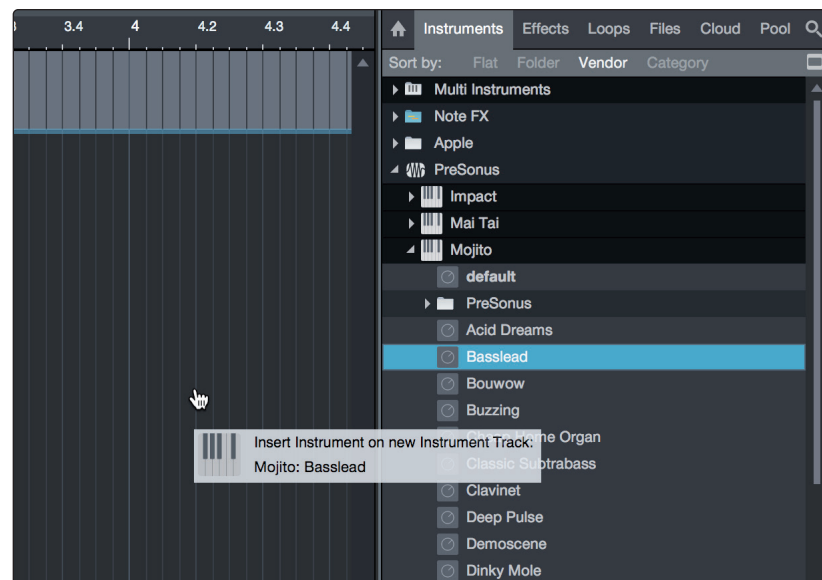 3.4 4 4.2 4.3 4.4
Instruments Effects Loops Files Cloud Pool
Sort by: Flat Folder Vendor Category
Multi Instruments
Note FX
Apple
PreSonus
Impact
Mai Tai
Mojito
default
PreSonus
Acid Dreams
Basslead
Bouwow
Buzzing
Home Organ
Insert Instrument on new Instrument Track:
Classic Subtrabass
Mojito: Basslead
Clavinet
Deep Pulse
Demoscene
Dinky Mole